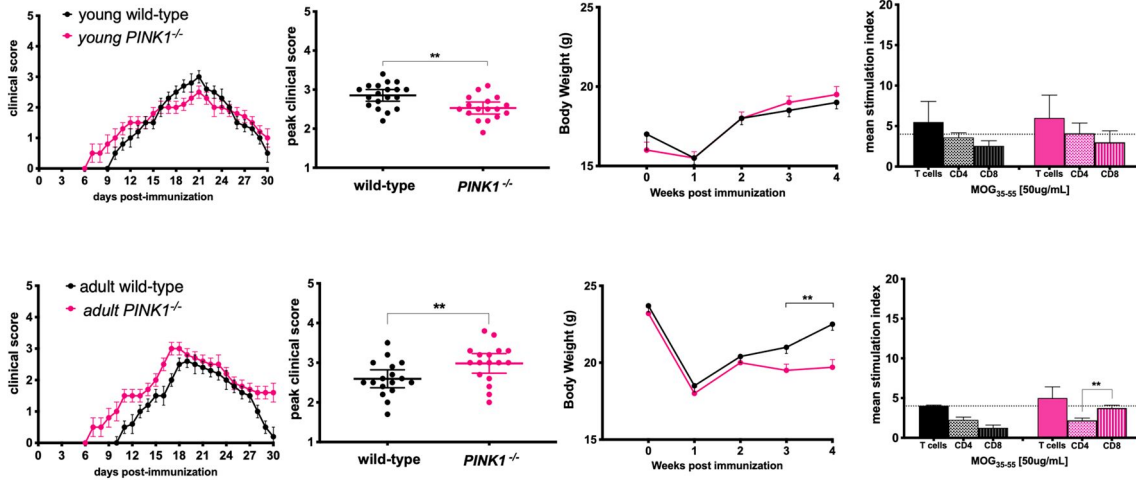 young wild-type
young PINK1-/-
clinical score
5
4
3
2
1
0
0 3 6 9 12 15 18 21 24 27 30
days post-immunization
peak clinical score
5
4
3
2
1
**
wild-type PINK1-/-
Body Weight (g)
25
20
15
0 1 2 3 4
Weeks post immunization
mean stimulation index
20
15
10
5
0
T cells CD4 CD8 T cells CD4 CD8
MOG35-55 [50ug/mL]
adult wild-type
adult PINK1-/-
clinical score
5
4
3
2
1
0
0 3 6 9 12 15 18 21 24 27 30
days post-immunization
peak clinical score
5
4
3
2
1
**
wild-type PINK1-/-
Body Weight (g)
25
20
15
**
0 1 2 3 4
Weeks post immunization
mean stimulation index
20
15
10
5
0
**
T cells CD4 CD8 T cells CD4 CD8
MOG35-55 [50ug/mL]